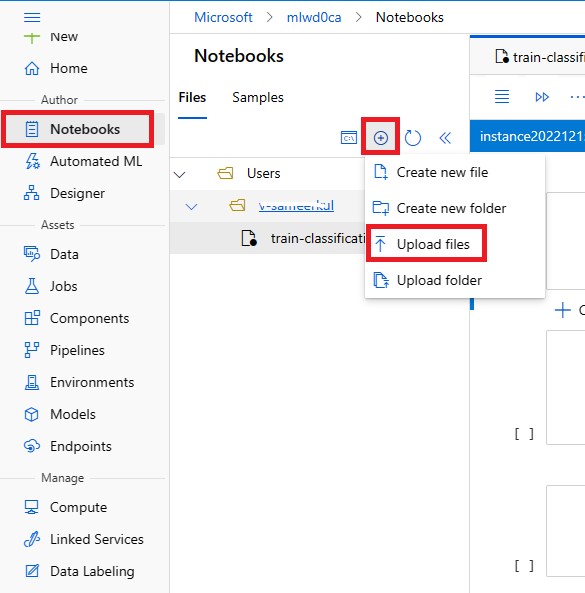 Microsoft > mlwd0ca > Notebooks
New
Home
Author
Notebooks
Automated ML
Designer
Assets
Data
Jobs
Components
Pipelines
Environments
Models
Endpoints
Manage
Compute
Linked Services
Data Labeling
Notebooks
Files
Samples
Users
train-classificati
Create new file
Create new folder
Upload files
Upload folder
train-classifi
instance2022121
[ ]
[ ]